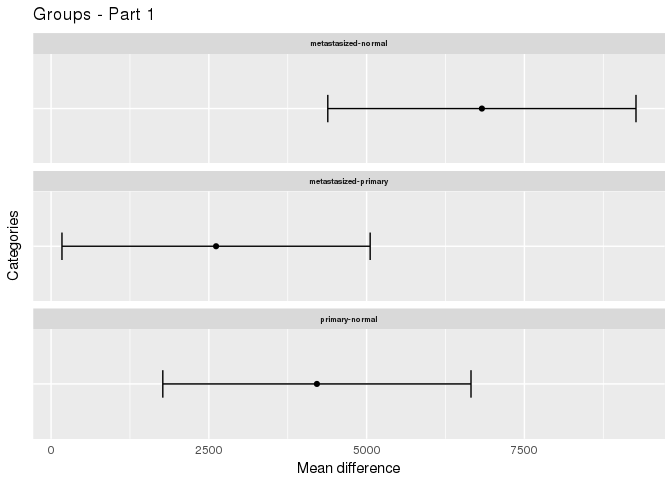 Groups - Part 1
metastasized-normal
metastasized-primary
primary-normal
Categories
0 2500 5000 7500
Mean difference